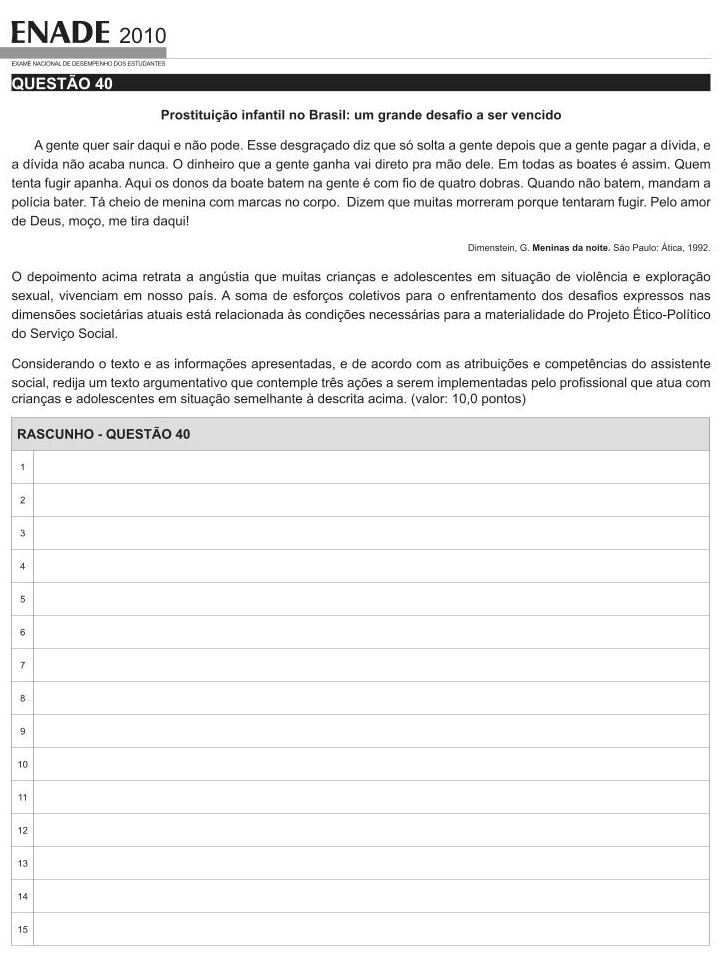 ENADE 2010
EXAME NACIONAL DE DESEMPENHO DOS ESTUDANTES
QUESTÃO 40
Prostituição infantil no Brasil: um grande desafio a ser vencido
A gente quer sair daqui e não pode. Esse desgraçado diz que só solta a gente depois que a gente pagar a dívida, e
a dívida não acaba nunca. O dinheiro que a gente ganha vai direto pra mão dele. Em todas as boates é assim. Quem
tenta fugir apanha. Aqui os donos da boate batem na gente é com fio de quatro dobras. Quando não batem, mandam a
polícia bater. Tá cheio de menina com marcas no corpo. Dizem que muitas morreram porque tentaram fugir. Pelo amor
de Deus, moço, me tira daqui!
Dimenstein, G. Meninas da noite. São Paulo: Ática, 1992.
O depoimento acima retrata a angústia que muitas crianças e adolescentes em situação de violência e exploração
sexual, vivenciam em nosso país. A soma de esforços coletivos para o enfrentamento dos desafios expressos nas
dimensões societárias atuais está relacionada às condições necessárias para a materialidade do Projeto Ético-Político
do Serviço Social.
Considerando o texto e as informações apresentadas, e de acordo com as atribuições e competências do assistente
social, redija um texto argumentativo que contemple três ações a serem implementadas pelo profissional que atua com
crianças e adolescentes em situação semelhante à descrita acima. (valor: 10,0 pontos)
RASCUNHO - QUESTÃO 40
1
2
3
4
5
6
7
8
9
10
11
12
13
14
15